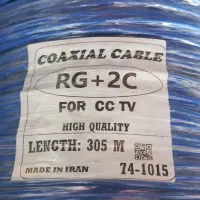 COAXIAL CABLE
RG+2C
FOR CC TV
HIGH QUALITY
LENGTH: 305 M
MADE IN IRAN 74-1015